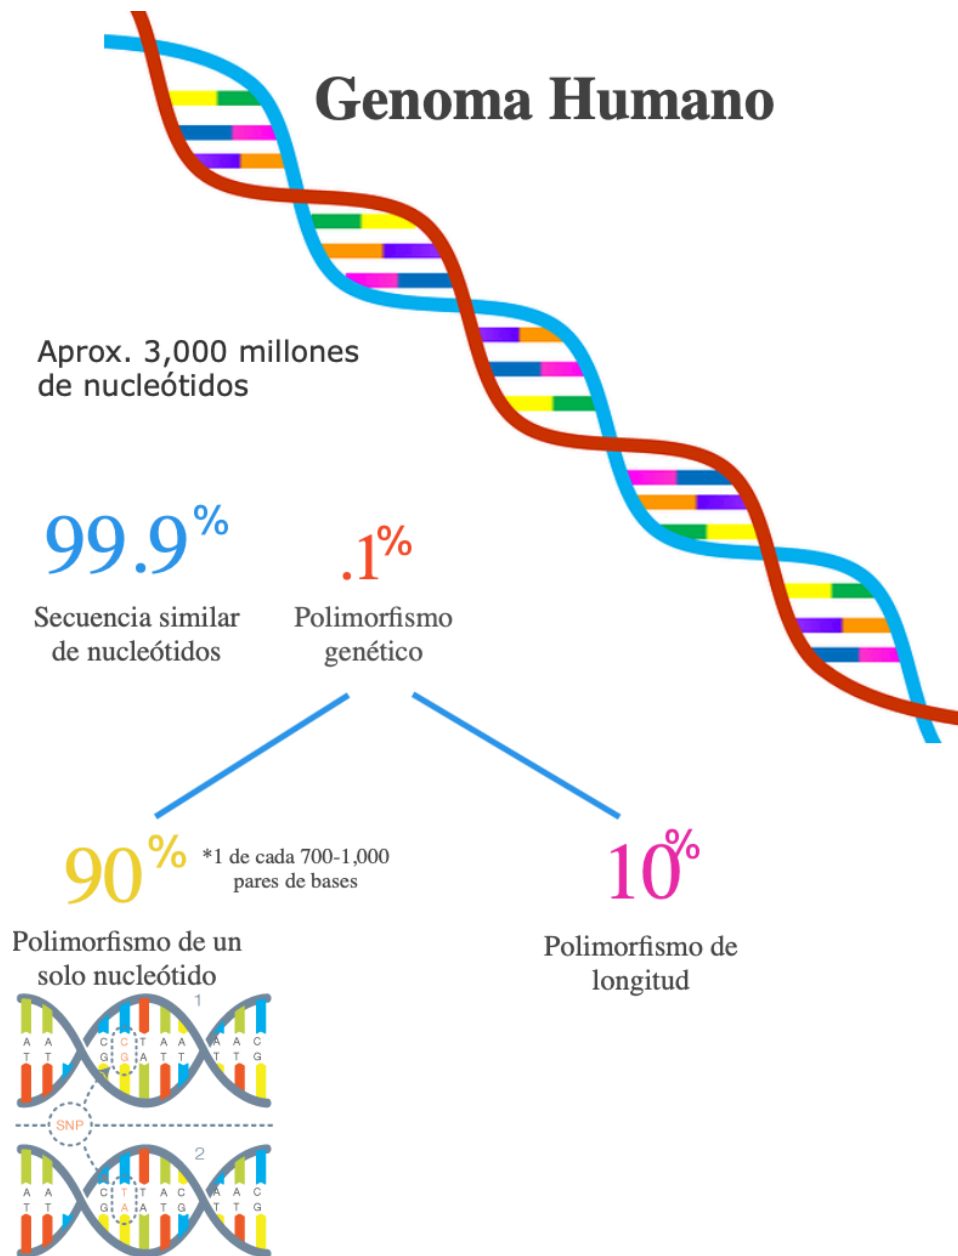 Genoma Humano
Aprox. 3,000 millones
de nucleótidos
99.9%
Secuencia similar
de nucleótidos
.1%
Polimorfismo
genético
90%
*1 de cada 700-1,000
pares de bases
Polimorfismo de un
solo nucleótido
10%
Polimorfismo de
longitud
1
A A C C T A A A A C
T T G G A T T T T G
SNP
2
A A C T T A C A A C
T T G A A T G T T G